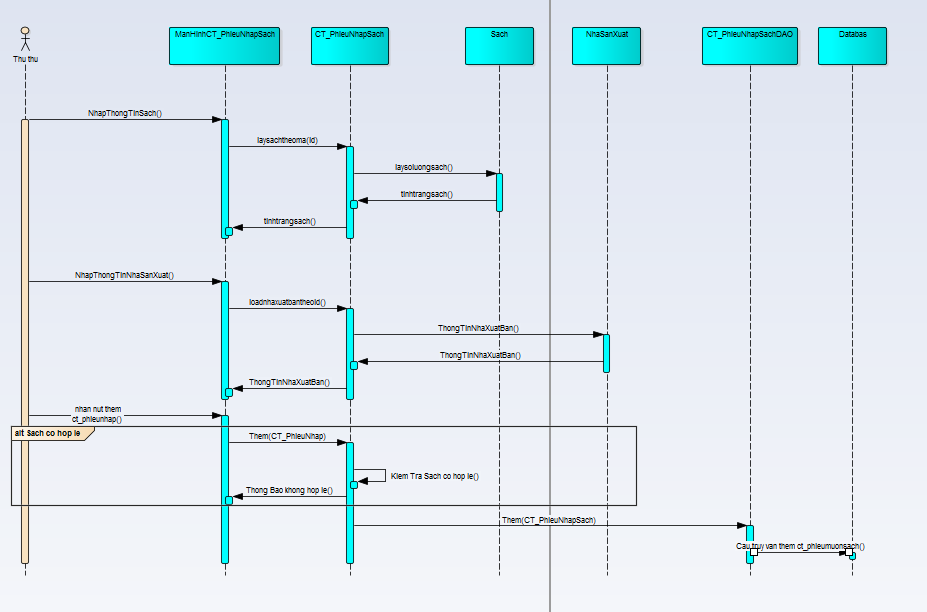 ManHinhCT_PhieuNhapSach
CT_PhieuNhapSach
Sach
NhaSanXuat
CT_PhieuNhapSachDAO
Databas
Thu thu
NhapThongTinSach()
laysachtheoma(id)
laysoluongsach()
tinhtrangsach()
tinhtrangsach()
NhapThongTinNhaSanXuat()
loadnhaxuatbantheoId()
ThongTinNhaXuatBan()
ThongTinNhaXuatBan()
ThongTinNhaXuatBan()
nhan nut them
ct_phieunhap()
alt Sach co hop le
Them(CT_PhieuNhap)
Kiem Tra Sach co hop le()
Thong Bao khong hop le()
Them(CT_PhieuNhapSach)
Cau truy van them ct_phieumuonsach()